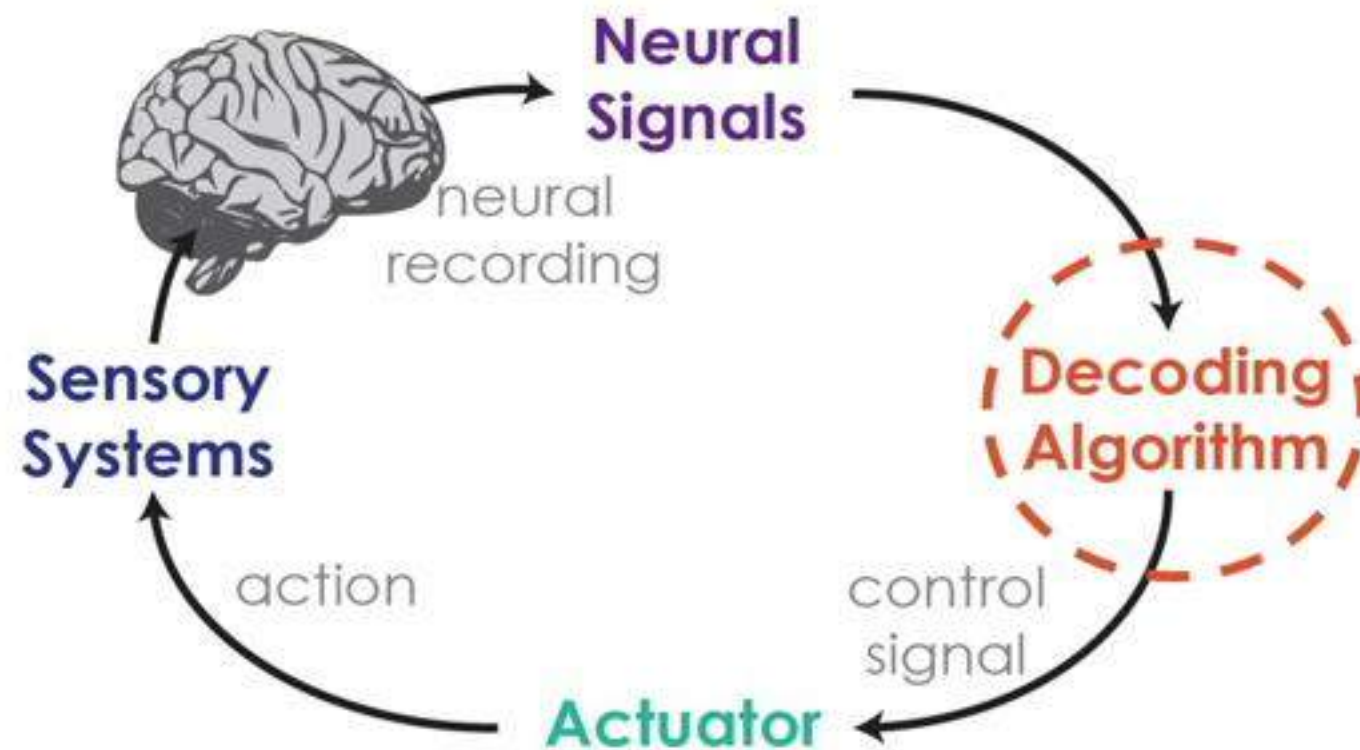 Neural
Signals
neural
recording
Decoding
Algorithm
control
signal
Actuator
action
Sensory
Systems